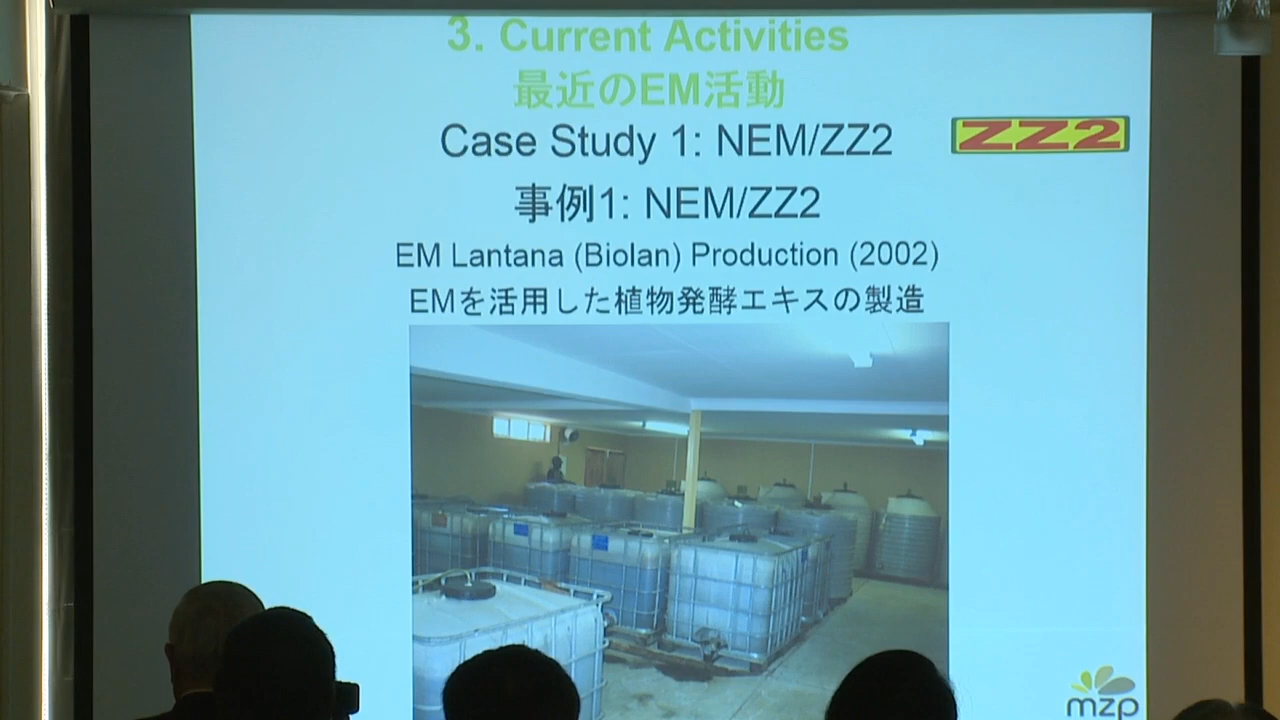 3. Current Activities
最近のEM活動
Case Study 1: NEM/ZZ2
ZZ2
事例1: NEM/ZZ2
EM Lantana (Biolan) Production (2002)
EMを活用した植物発酵エキスの製造
mzp